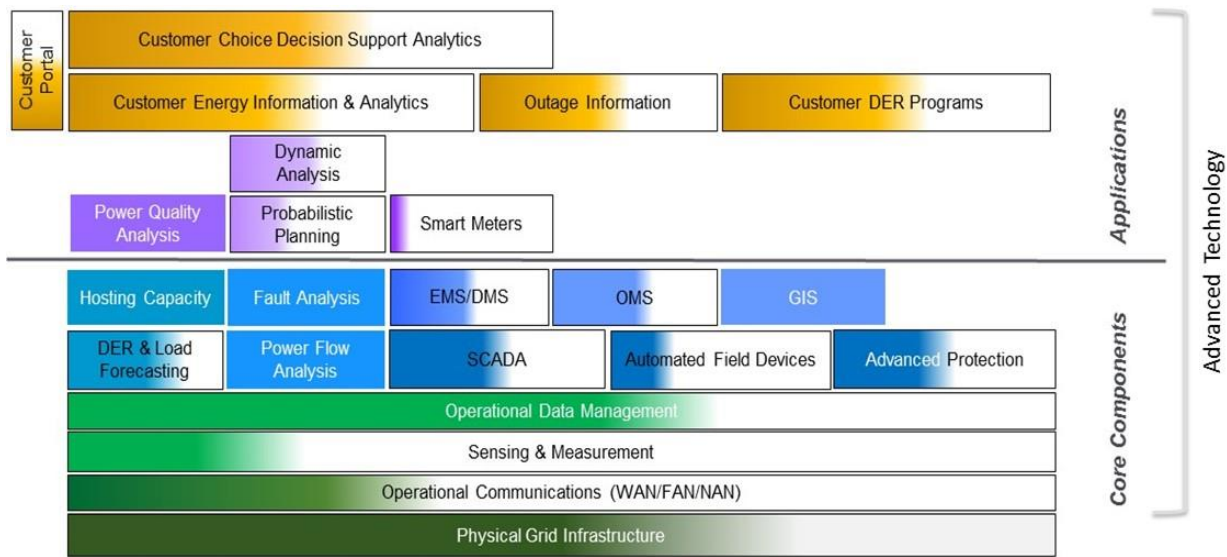 Customer
Portal
Customer Choice Decision Support Analytics
Customer Energy Information & Analytics
Outage Information
Customer DER Programs
Dynamic
Analysis
Power Quality
Analysis
Probabilistic
Planning
Smart Meters
Applications
Hosting Capacity
Fault Analysis
EMS/DMS
OMS
GIS
DER & Load
Forecasting
Power Flow
Analysis
SCADA
Automated Field Devices
Advanced Protection
Operational Data Management
Sensing & Measurement
Operational Communications (WAN/FAN/NAN)
Physical Grid Infrastructure
Core Components
Advanced Technology